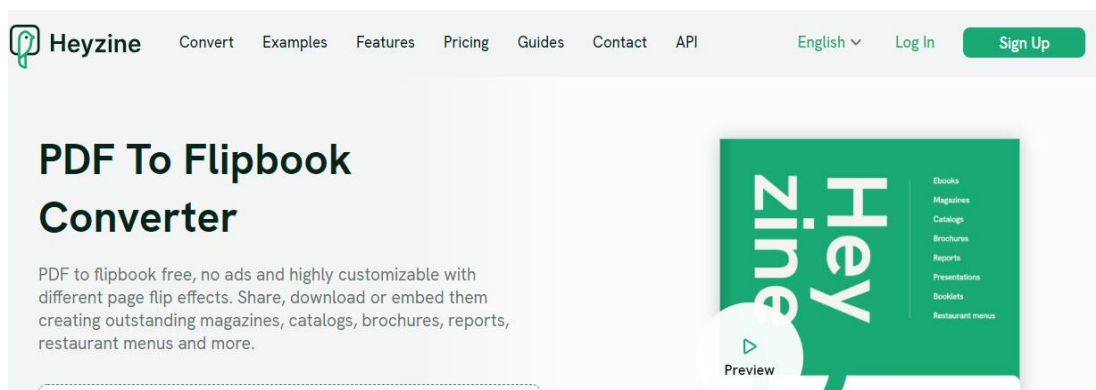 Heyzine Convert Examples Features Pricing Guides Contact API English Log In Sign Up
PDF To Flipbook
Converter
PDF to flipbook free, no ads and highly customizable with
different page flip effects. Share, download or embed them
creating outstanding magazines, catalogs, brochures, reports,
restaurant menus and more.
Hey
zine
Ebooks
Magazines
Catalogs
Brochures
Reports
Presentations
Booklets
Restaurant menus
Preview